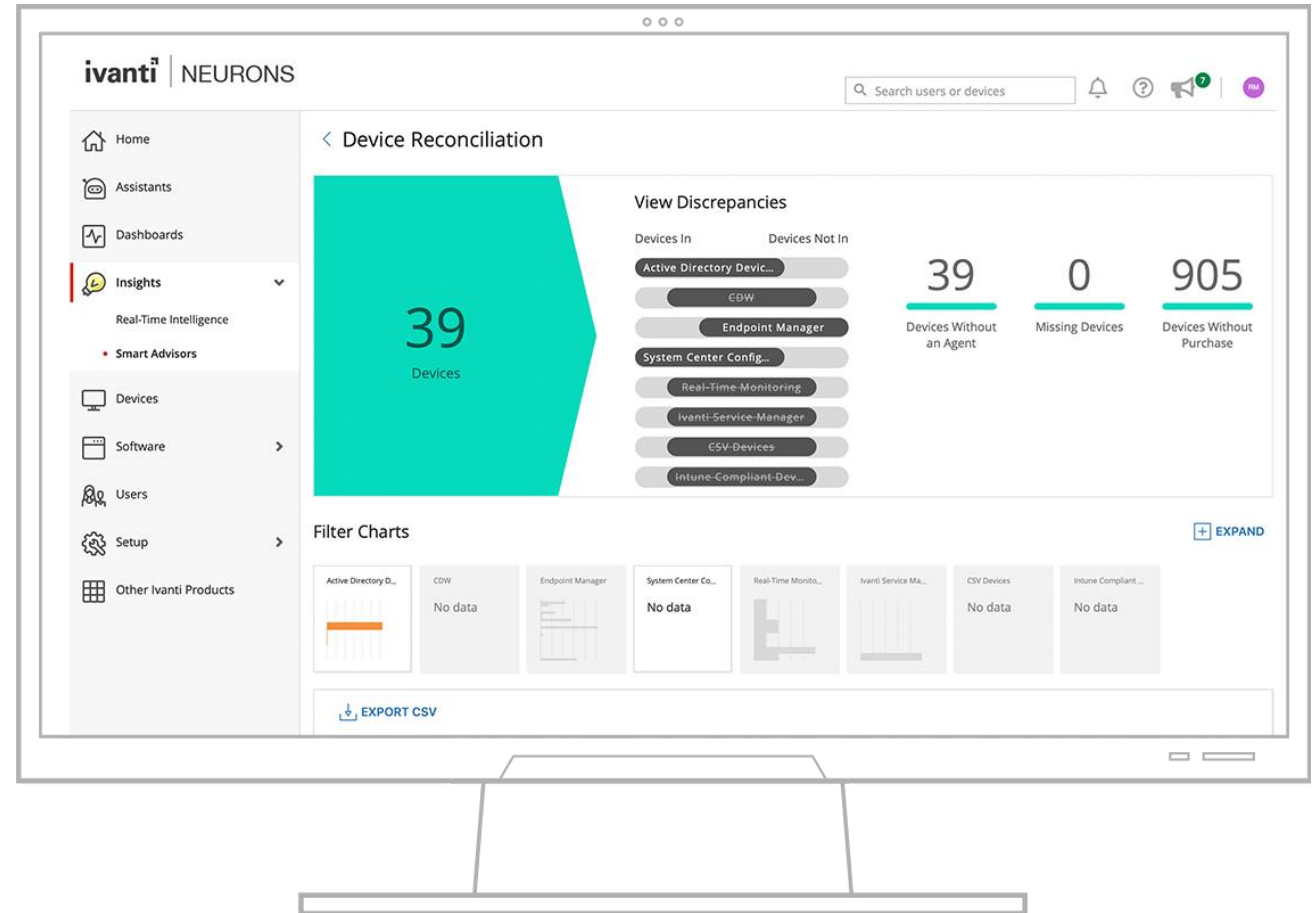 ivanti NEURONS
Search users or devices
7
RM
Home
Assistants
Dashboards
Insights
Real-Time Intelligence
Smart Advisors
Devices
Software
Users
Setup
Other Ivanti Products
< Device Reconciliation
39
Devices
View Discrepancies
Devices In Devices Not In
Active Directory Devic...
CDW
Endpoint Manager
System Center Config...
Real-Time Monitoring
Ivanti Service Manager
CSV Devices
Intune Compliant Dev...
39
Devices Without
an Agent
0
Missing Devices
905
Devices Without
Purchase
Filter Charts
EXPAND
Active Directory D...
CDW
No data
Endpoint Manager
System Center Co...
No data
Real-Time Monito...
Ivanti Service Ma...
CSV Devices
No data
Intune Compliant ...
No data
EXPORT CSV